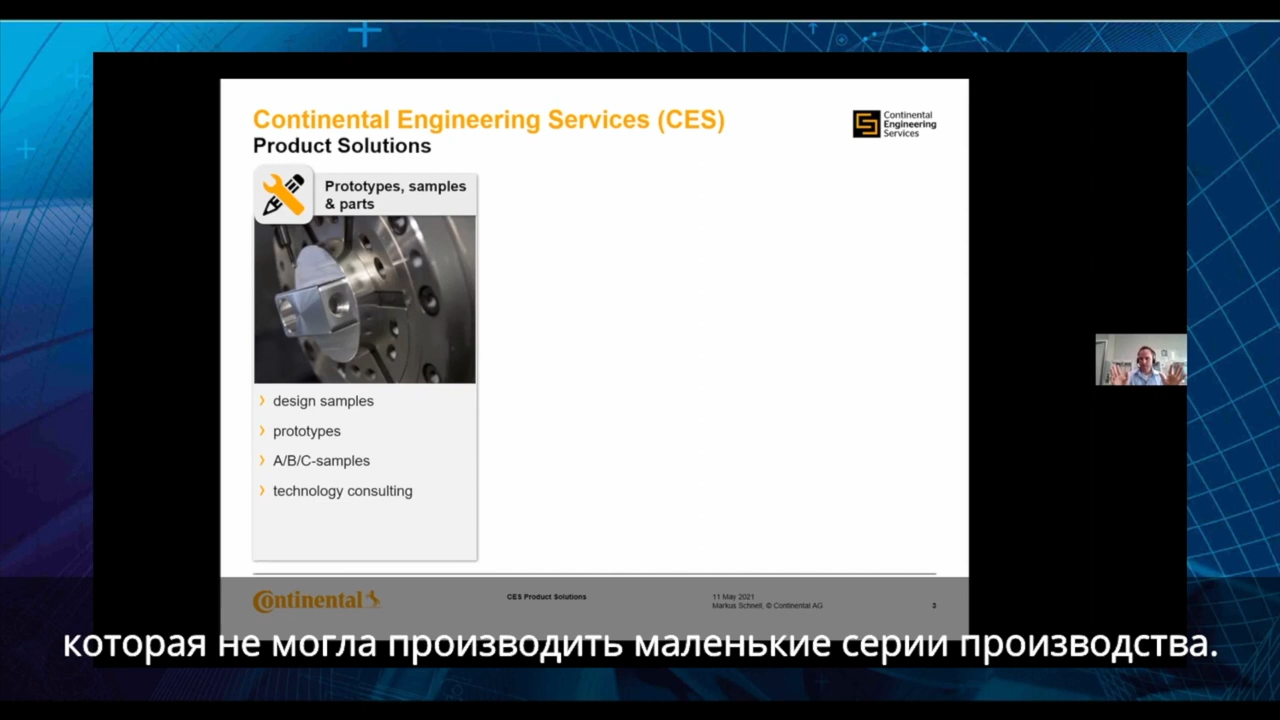 Continental Engineering Services (CES)
Product Solutions
Continental
Engineering
Services
Prototypes, samples
& parts
design samples
prototypes
A/B/C-samples
technology consulting
Continental
CES Product Solutions
11 May 2021
Markus Schnell, © Continental AG
3
которая не могла производить маленькие серии производства.